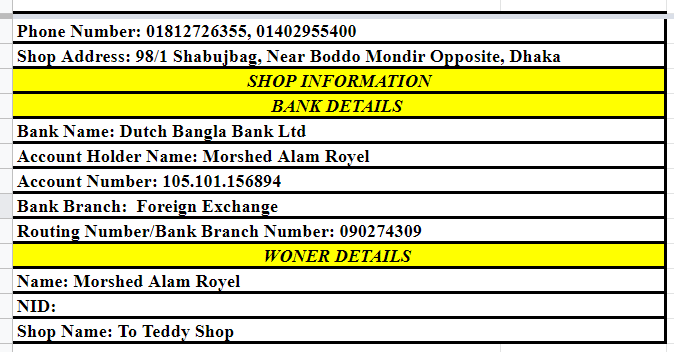 Phone Number: 01812726355, 01402955400
Shop Address: 98/1 Shabujbag, Near Boddo Mondir Opposite, Dhaka
SHOP INFORMATION
BANK DETAILS
Bank Name: Dutch Bangla Bank Ltd
Account Holder Name: Morshed Alam Royel
Account Number: 105.101.156894
Bank Branch:  Foreign Exchange
Routing Number/Bank Branch Number: 090274309
WONER DETAILS
Name: Morshed Alam Royel
NID:
Shop Name: To Teddy Shop